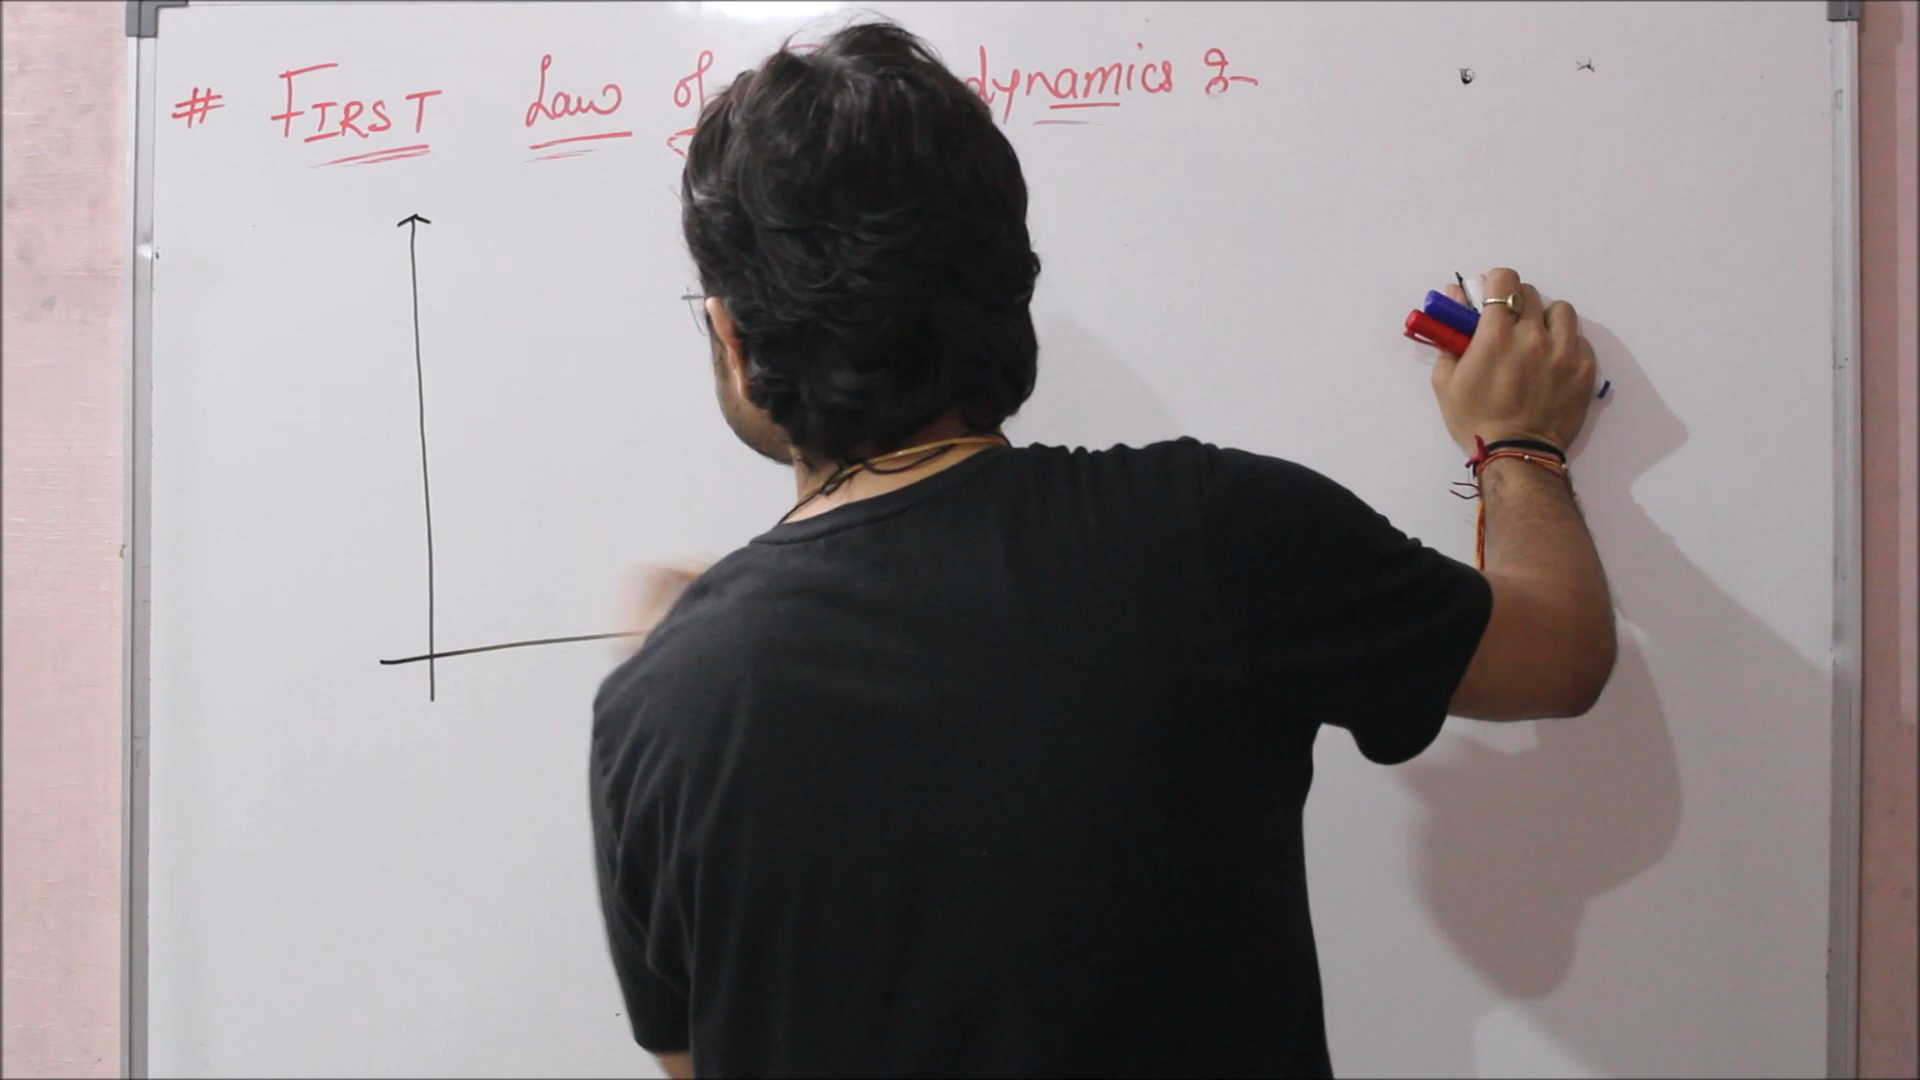 # FIRST Law of dynamics :-